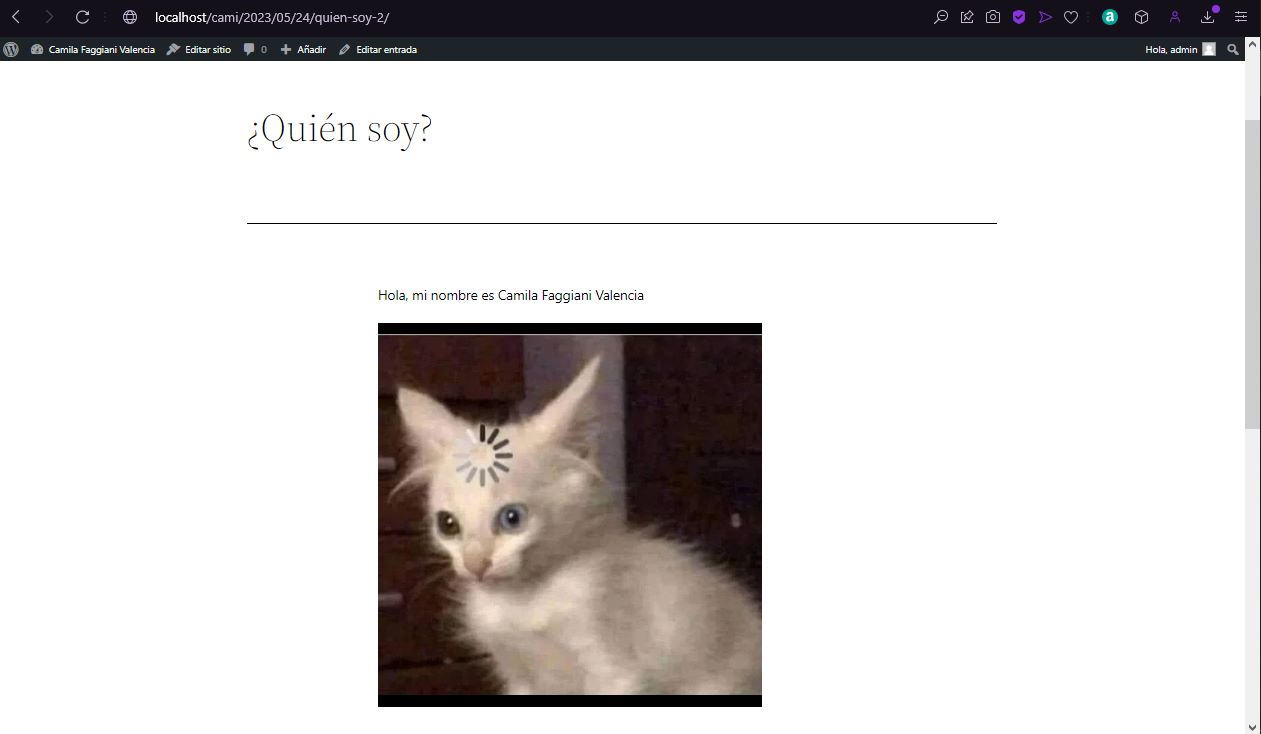 localhost/cami/2023/05/24/quien-soy-2/
a
Camila Faggiani Valencia Editar sitio 0 Añadir Editar entrada Hola, admin
¿Quién soy?
Hola, mi nombre es Camila Faggiani Valencia